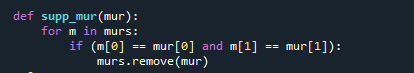 def supp_mur(mur):
    for m in murs:
        if (m[0] == mur[0] and m[1] == mur[1]):
            murs.remove(mur)